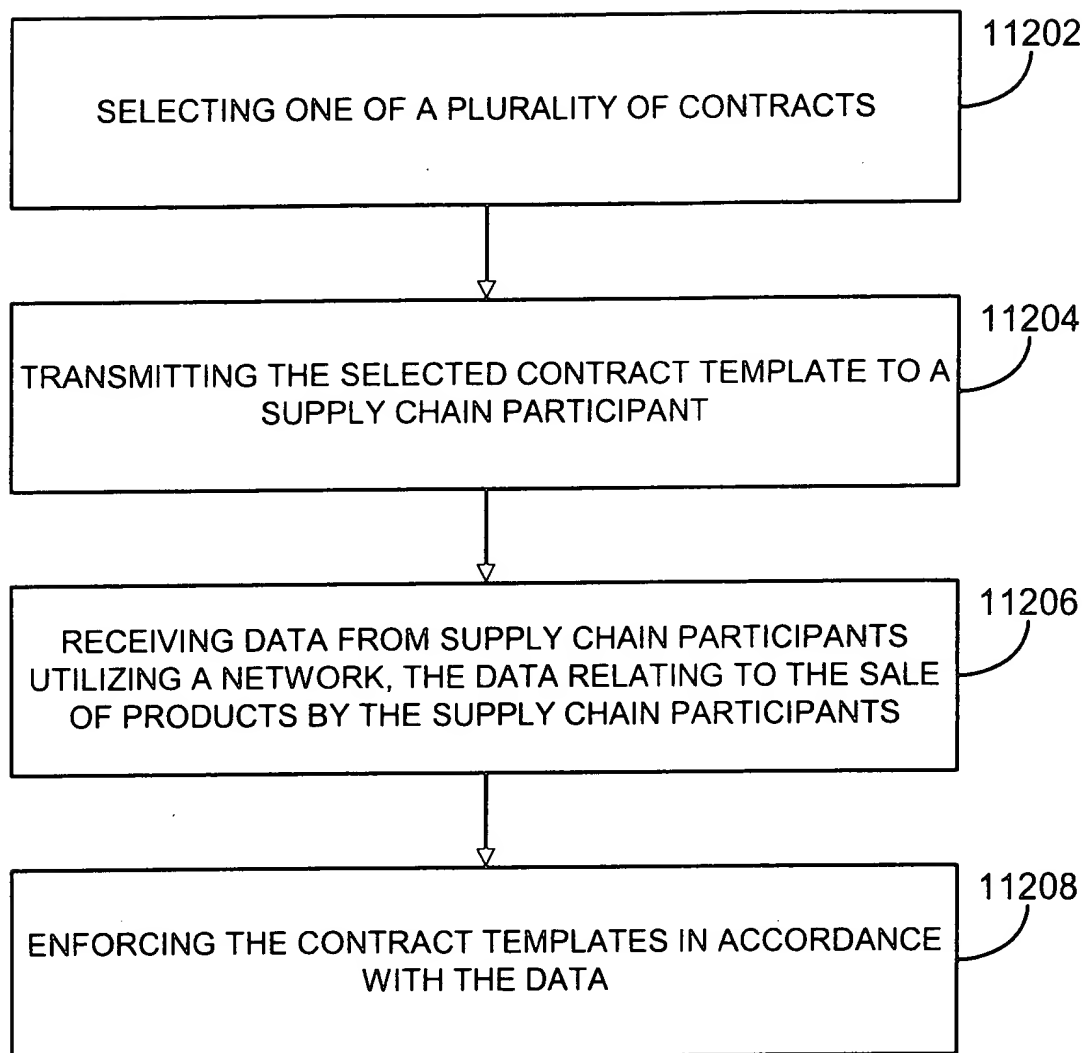 11202
SELECTING ONE OF A PLURALITY OF CONTRACTS
11204
TRANSMITTING THE SELECTED CONTRACT TEMPLATE TO A
SUPPLY CHAIN PARTICIPANT
11206
RECEIVING DATA FROM SUPPLY CHAIN PARTICIPANTS
UTILIZING A NETWORK, THE DATA RELATING TO THE SALE
OF PRODUCTS BY THE SUPPLY CHAIN PARTICIPANTS
11208
ENFORCING THE CONTRACT TEMPLATES IN ACCORDANCE
WITH THE DATA